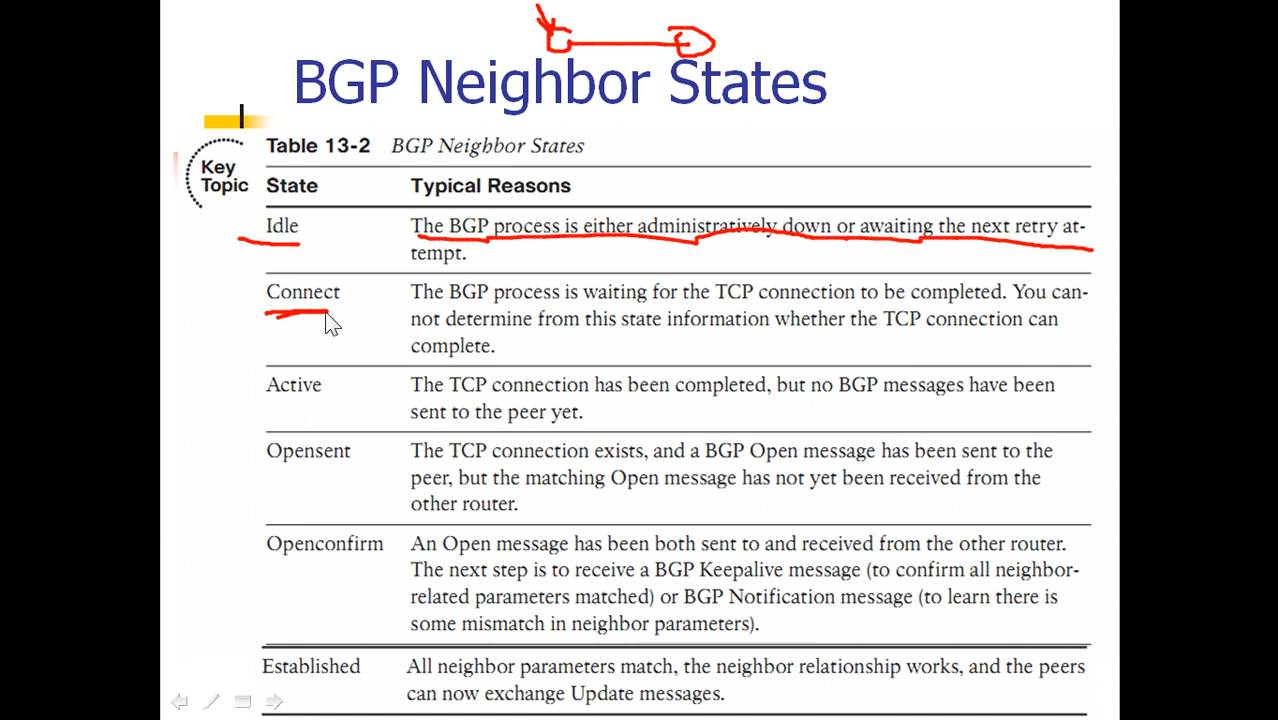 BGP Neighbor States
Key
Topic
Table 13-2 BGP Neighbor States
State Typical Reasons
Idle The BGP process is either administratively down or awaiting the next retry at-
tempt.
Connect The BGP process is waiting for the TCP connection to be completed. You can-
not determine from this state information whether the TCP connection can
complete.
Active The TCP connection has been completed, but no BGP messages have been
sent to the peer yet.
Opensent The TCP connection exists, and a BGP Open message has been sent to the
peer, but the matching Open message has not yet been received from the
other router.
Openconfirm An Open message has been both sent to and received from the other router.
The next step is to receive a BGP Keepalive message (to confirm all neighbor-
related parameters matched) or BGP Notification message (to learn there is
some mismatch in neighbor parameters).
Established All neighbor parameters match, the neighbor relationship works, and the peers
can now exchange Update messages.